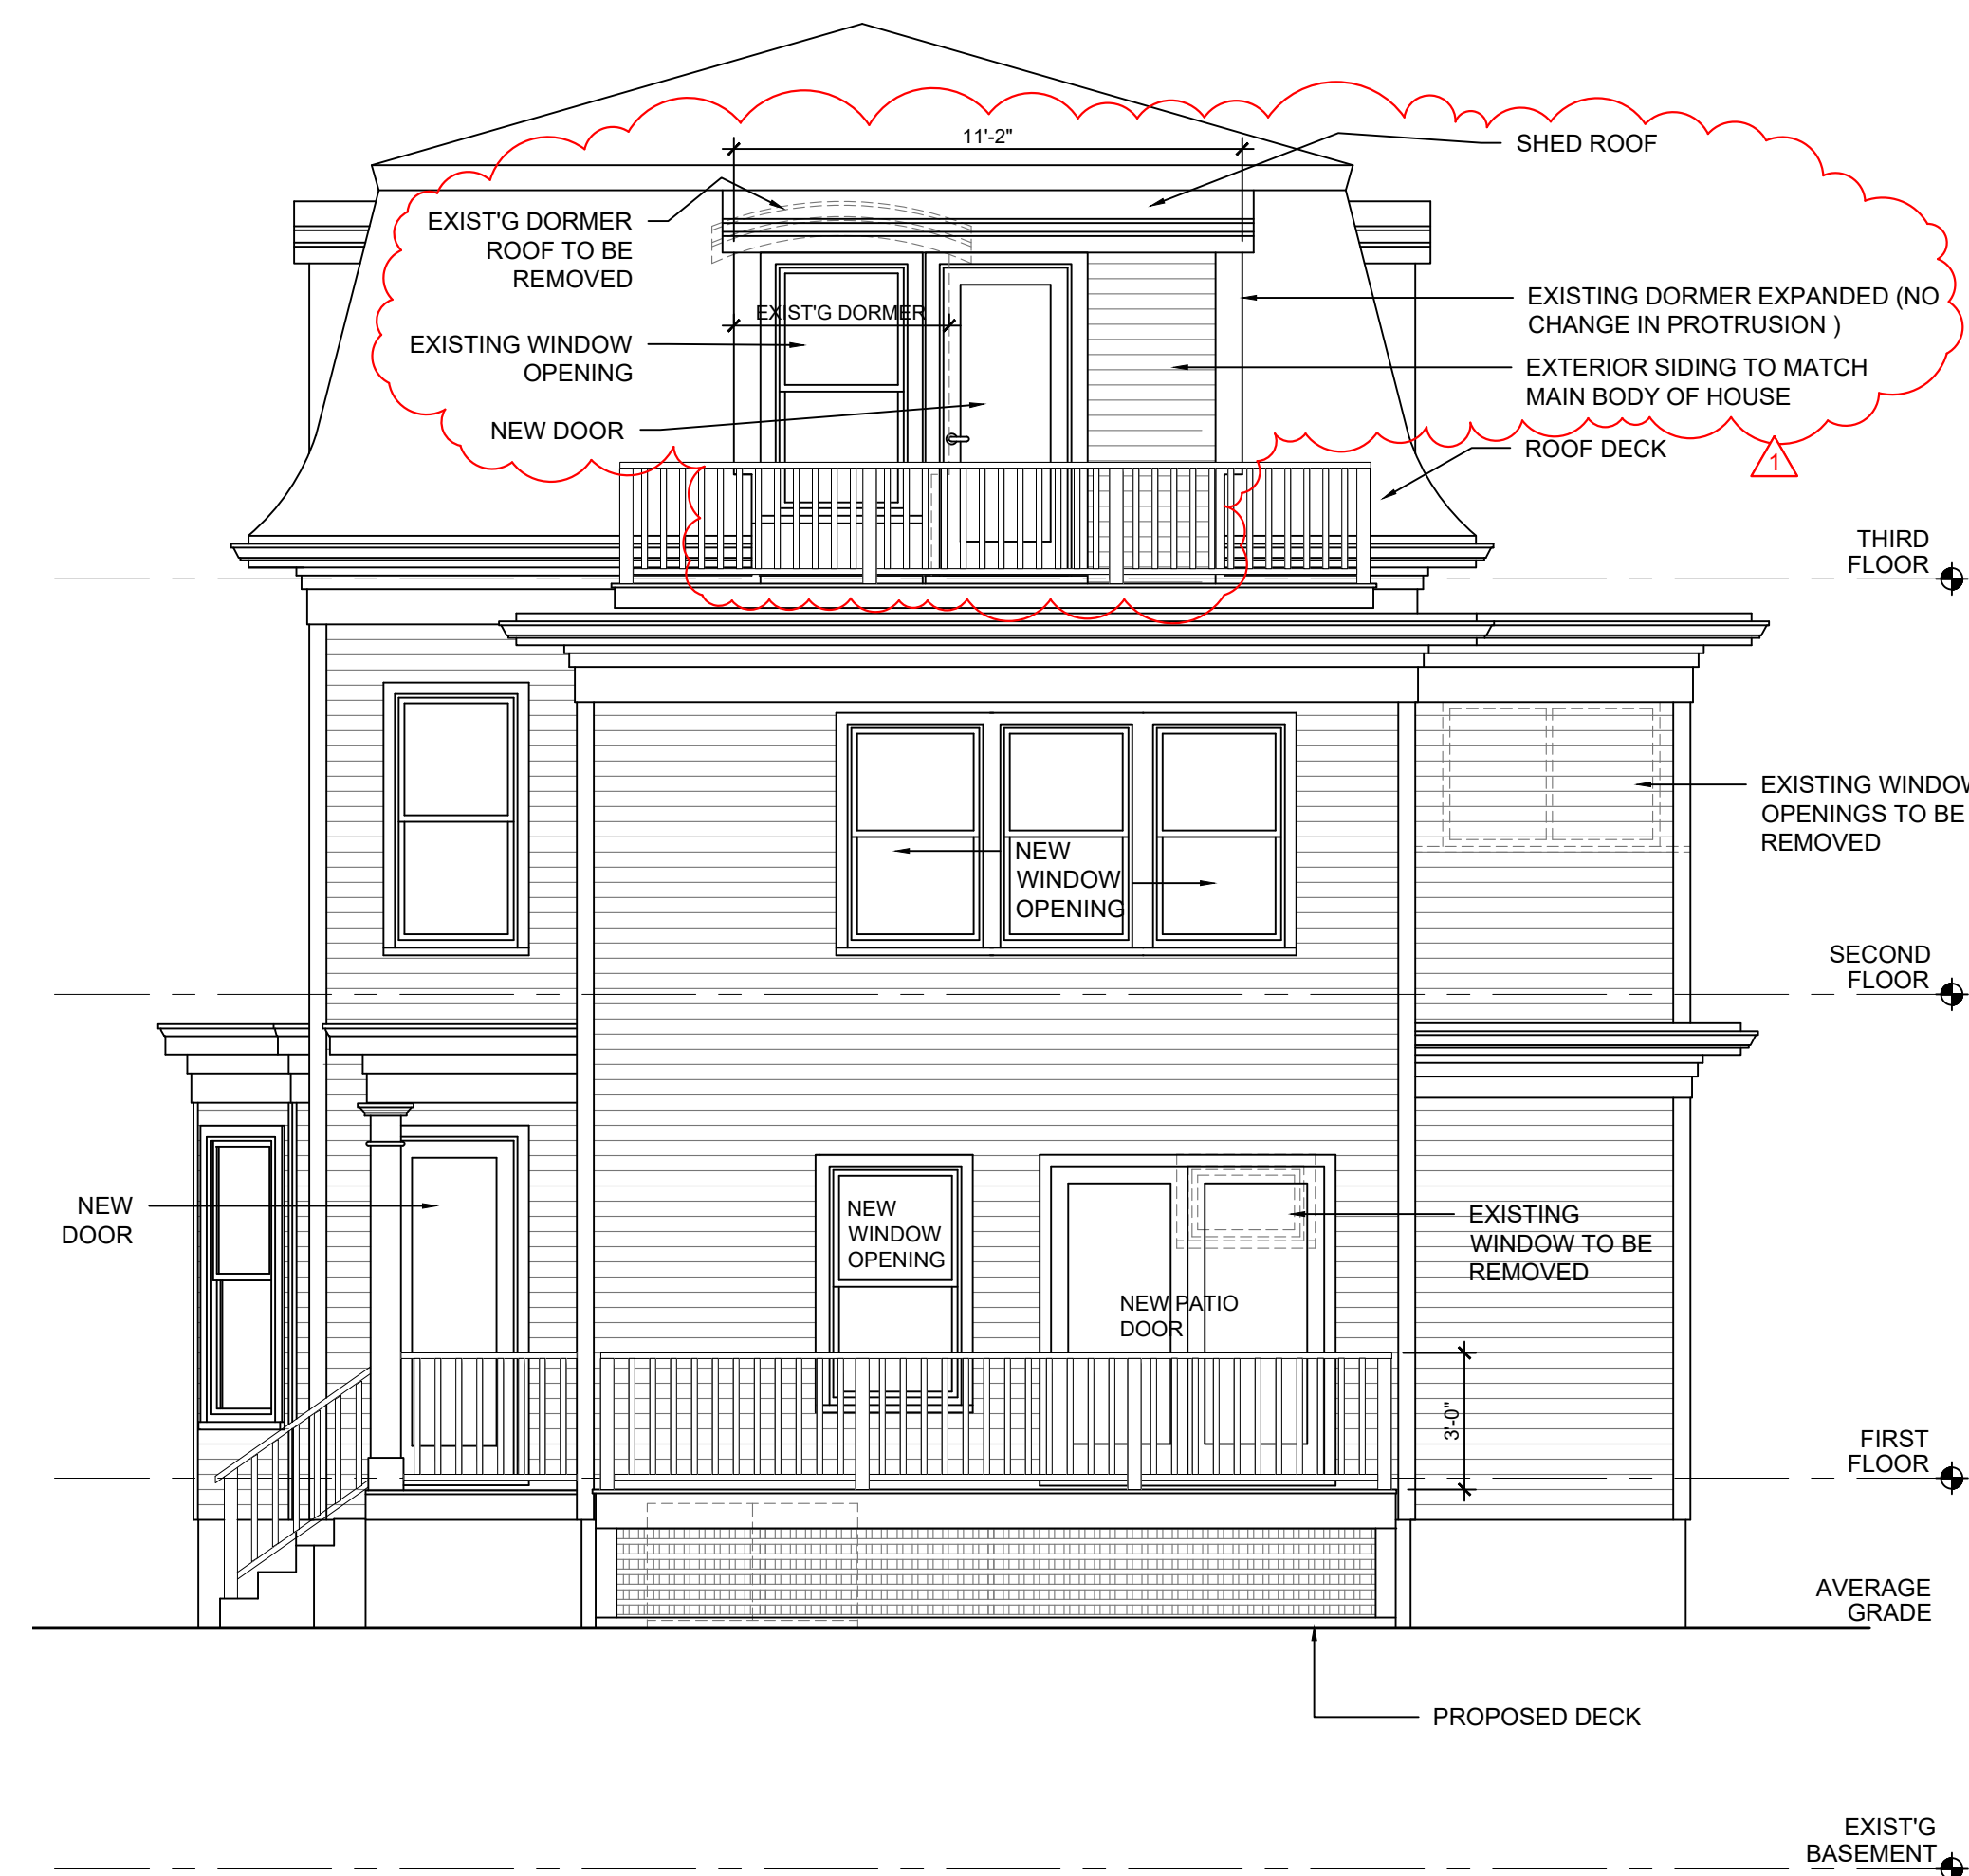 11'-2"
SHED ROOF
EXIST'G DORMER
ROOF TO BE
REMOVED
EXISTING DORMER EXPANDED (NO
CHANGE IN PROTRUSION )
EXIST'G DORMER
EXISTING WINDOW
OPENING
EXTERIOR SIDING TO MATCH
MAIN BODY OF HOUSE
NEW DOOR
ROOF DECK
1
THIRD
FLOOR
EXISTING WINDOW
OPENINGS TO BE
REMOVED
NEW
WINDOW
OPENING
SECOND
FLOOR
NEW
DOOR
NEW
WINDOW
OPENING
EXISTING
WINDOW TO BE
REMOVED
NEW PATIO
DOOR
3'-0"
FIRST
FLOOR
AVERAGE
GRADE
PROPOSED DECK
EXIST'G
BASEMENT